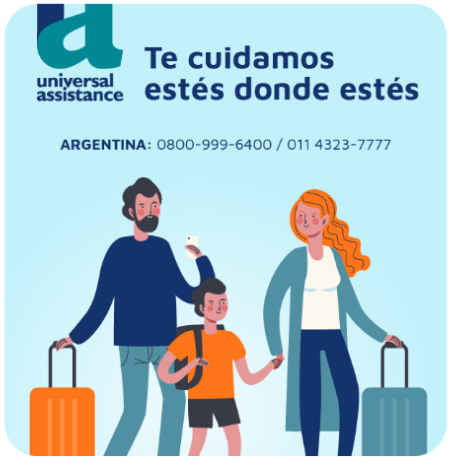 universal
assistance
Te cuidamos
estés donde estés
ARGENTINA: 0800-999-6400 / 011 4323-7777